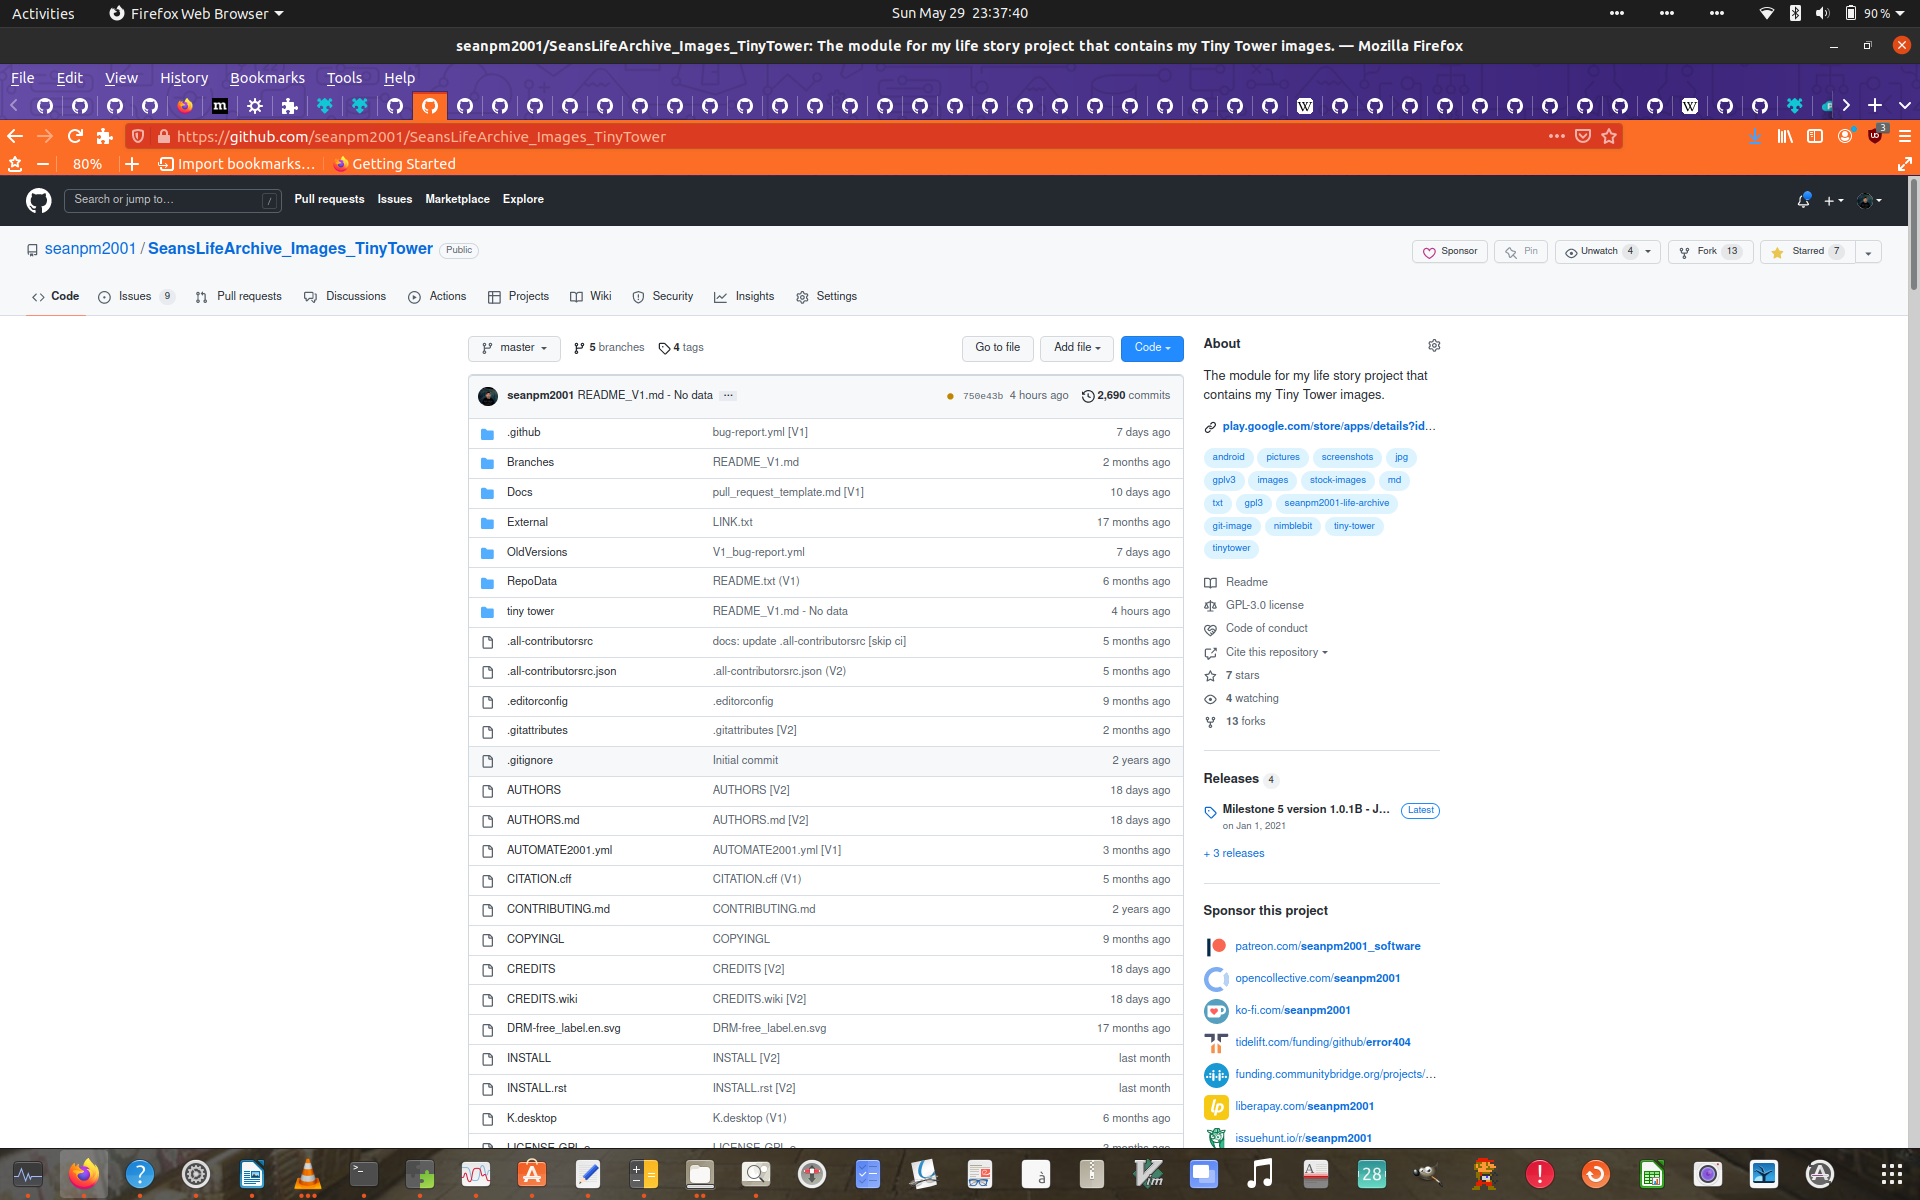 Activities Firefox Web Browser Sun May 29 23:37:40 90 %
seanpm2001/SeansLifeArchive_Images_TinyTower: The module for my life story project that contains my Tiny Tower images. — Mozilla Firefox
File Edit View History Bookmarks Tools Help
https://github.com/seanpm2001/SeansLifeArchive_Images_TinyTower 3
80% Import bookmarks… Getting Started
Search or jump to… / Pull requests Issues Marketplace Explore
seanpm2001 / SeansLifeArchive_Images_TinyTower Public Sponsor Pin Unwatch 4 Fork 13 Starred 7
Code Issues 9 Pull requests Discussions Actions Projects Wiki Security Insights Settings
master 5 branches 4 tags Go to file Add file Code
seanpm2001 README_V1.md - No data ... 750e43b 4 hours ago 2,690 commits
.github bug-report.yml [V1] 7 days ago
Branches README_V1.md 2 months ago
Docs pull_request_template.md [V1] 10 days ago
External LINK.txt 17 months ago
OldVersions V1_bug-report.yml 7 days ago
RepoData README.txt (V1) 6 months ago
tiny tower README_V1.md - No data 4 hours ago
.all-contributorsrc docs: update .all-contributorsrc [skip ci] 5 months ago
.all-contributorsrc.json .all-contributorsrc.json (V2) 5 months ago
.editorconfig .editorconfig 9 months ago
.gitattributes .gitattributes [V2] 2 months ago
.gitignore Initial commit 2 years ago
AUTHORS AUTHORS [V2] 18 days ago
AUTHORS.md AUTHORS.md [V2] 18 days ago
AUTOMATE2001.yml AUTOMATE2001.yml [V1] 3 months ago
CITATION.cff CITATION.cff (V1) 5 months ago
CONTRIBUTING.md CONTRIBUTING.md 2 years ago
COPYINGL COPYINGL 9 months ago
CREDITS CREDITS [V2] 18 days ago
CREDITS.wiki CREDITS.wiki [V2] 18 days ago
DRM-free_label.en.svg DRM-free_label.en.svg 17 months ago
INSTALL INSTALL [V2] last month
INSTALL.rst INSTALL.rst [V2] last month
K.desktop K.desktop (V1) 6 months ago
About
The module for my life story project that
contains my Tiny Tower images.
play.google.com/store/apps/details?id…
android pictures screenshots jpg
gplv3 images stock-images md
txt gpl3 seanpm2001-life-archive
git-image nimblebit tiny-tower
tinytower
Readme
GPL-3.0 license
Code of conduct
Cite this repository
7 stars
4 watching
13 forks
Releases 4
Milestone 5 version 1.0.1B - J… Latest
on Jan 1, 2021
+ 3 releases
Sponsor this project
patreon.com/seanpm2001_software
opencollective.com/seanpm2001
ko-fi.com/seanpm2001
tidelift.com/funding/github/error404
funding.communitybridge.org/projects/…
liberapay.com/seanpm2001
issuehunt.io/r/seanpm2001